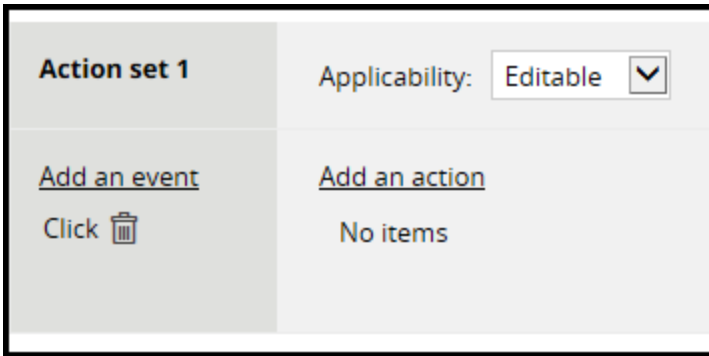 Action set 1
Applicability: Editable
Add an event
Add an action
Click
No items